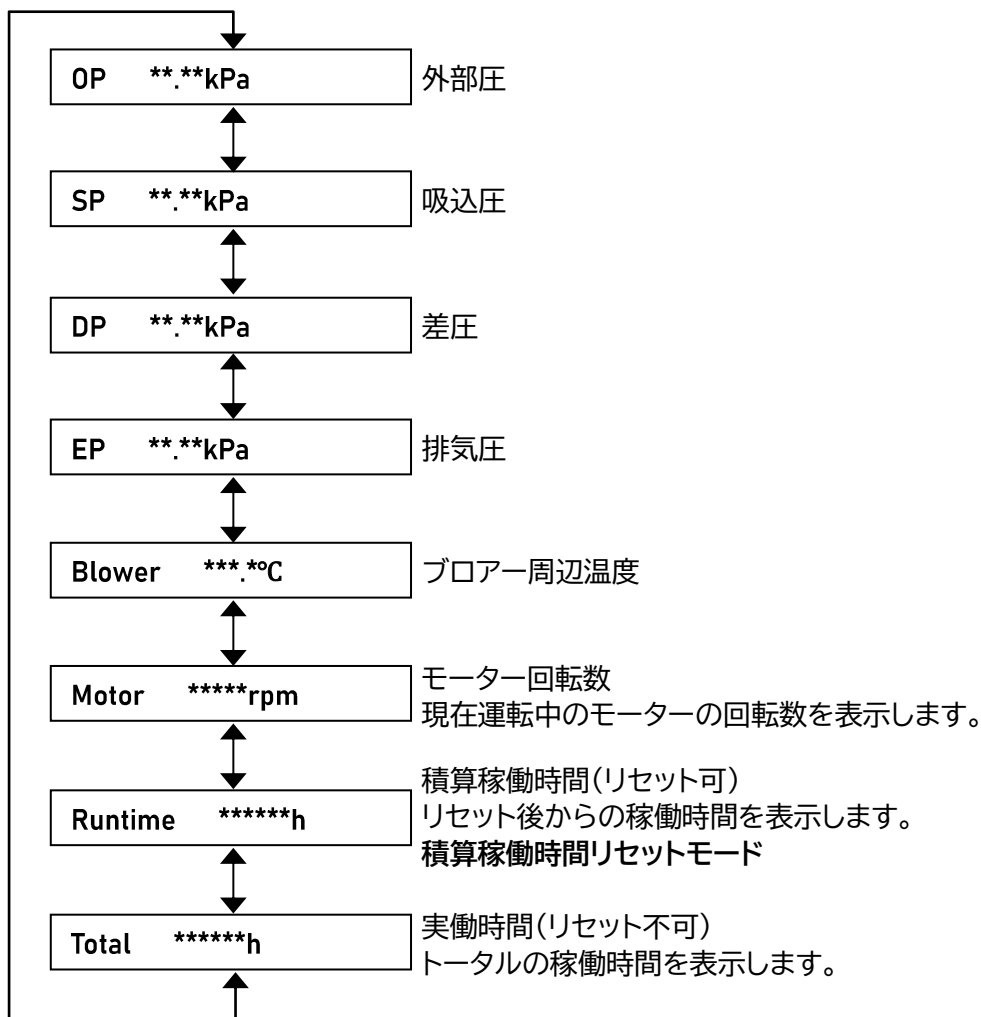 OP **.**kPa 外部圧
SP **.**kPa 吸込圧
DP **.**kPa 差圧
EP **.**kPa 排気圧
Blower ***.*℃ ブロアー周辺温度
Motor *****rpm モーター回転数
現在運転中のモーターの回転数を表示します。
積算稼働時間(リセット可)
Runtime ******h リセット後からの稼働時間を表示します。
積算稼働時間リセットモード
Total ******h 実働時間(リセット不可)
トータルの稼働時間を表示します。